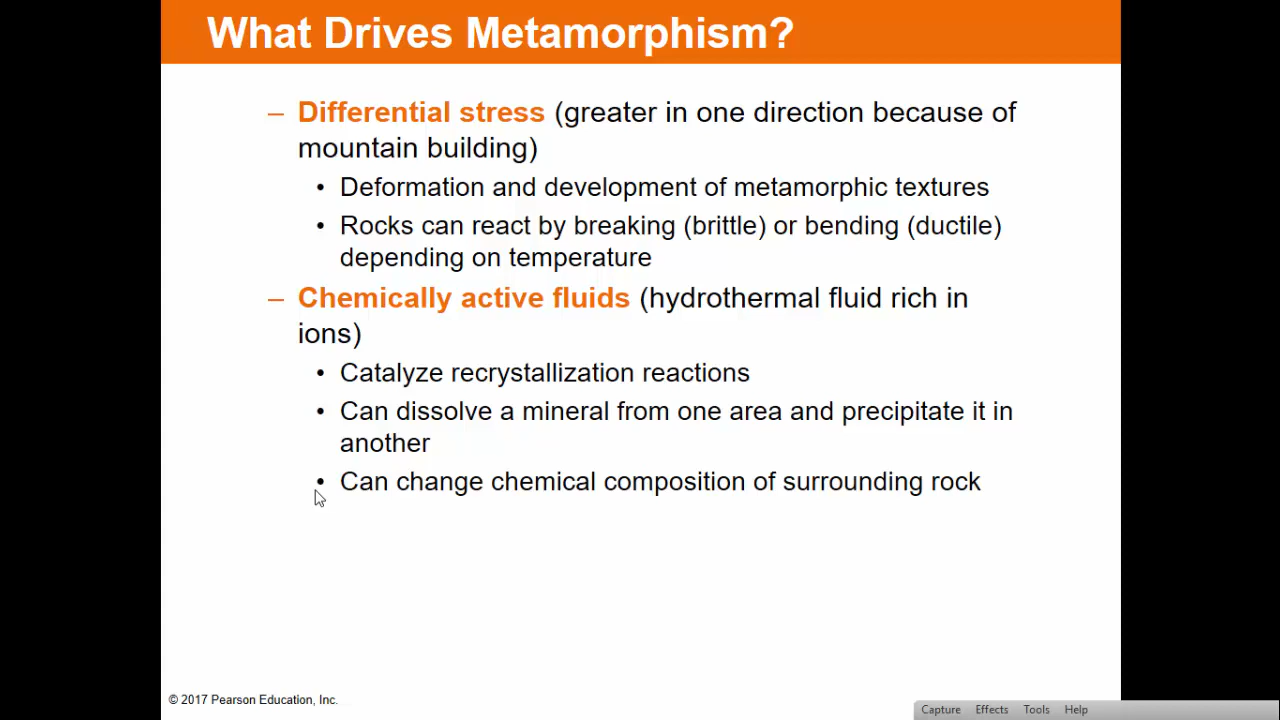 What Drives Metamorphism?
– Differential stress (greater in one direction because of
mountain building)
• Deformation and development of metamorphic textures
• Rocks can react by breaking (brittle) or bending (ductile)
depending on temperature
– Chemically active fluids (hydrothermal fluid rich in
ions)
• Catalyze recrystallization reactions
• Can dissolve a mineral from one area and precipitate it in
another
• Can change chemical composition of surrounding rock
© 2017 Pearson Education, Inc.
Capture Effects Tools Help